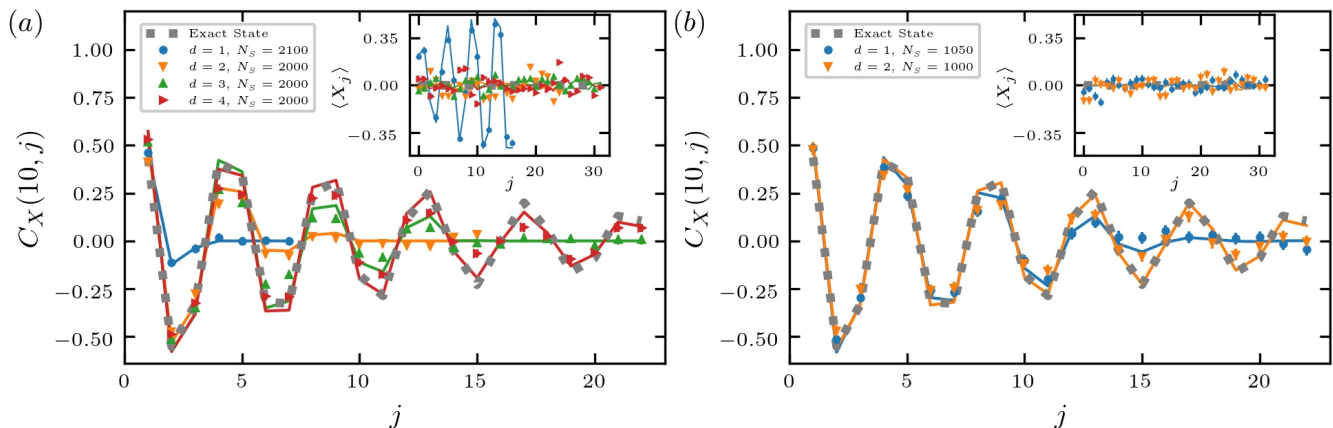 (a)
C_X(10, j)
1.00
0.75
0.50
0.25
0.00
−0.25
−0.50
Exact State
d = 1, N_S = 2100
d = 2, N_S = 2000
d = 3, N_S = 2000
d = 4, N_S = 2000
⟨X_j⟩
0.35
0.00
−0.35
0 10 20 30
j
0 5 10 15 20
j
(b)
C_X(10, j)
1.00
0.75
0.50
0.25
0.00
−0.25
−0.50
Exact State
d = 1, N_S = 1050
d = 2, N_S = 1000
⟨X_j⟩
0.35
0.00
−0.35
0 10 20 30
j
0 5 10 15 20
j